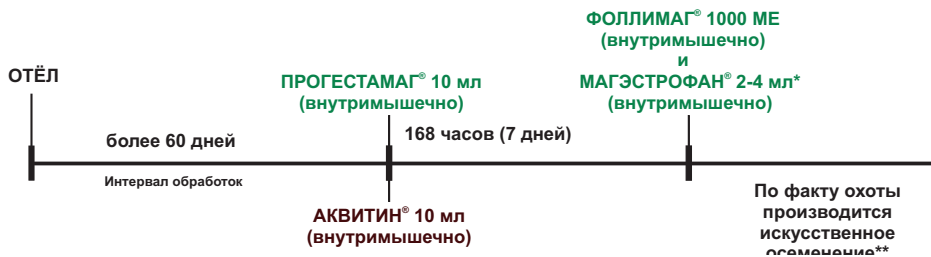 ОТЁЛ
более 60 дней
Интервал обработок
ПРОГЕСТАМАГ® 10 мл
(внутримышечно)
АКВИТИН® 10 мл
(внутримышечно)
168 часов (7 дней)
ФОЛЛИМАГ® 1000 МЕ
(внутримышечно)
и
МАГЭСТРОФАН® 2-4 мл*
(внутримышечно)
По факту охоты
производится
искусственное
осеменение**